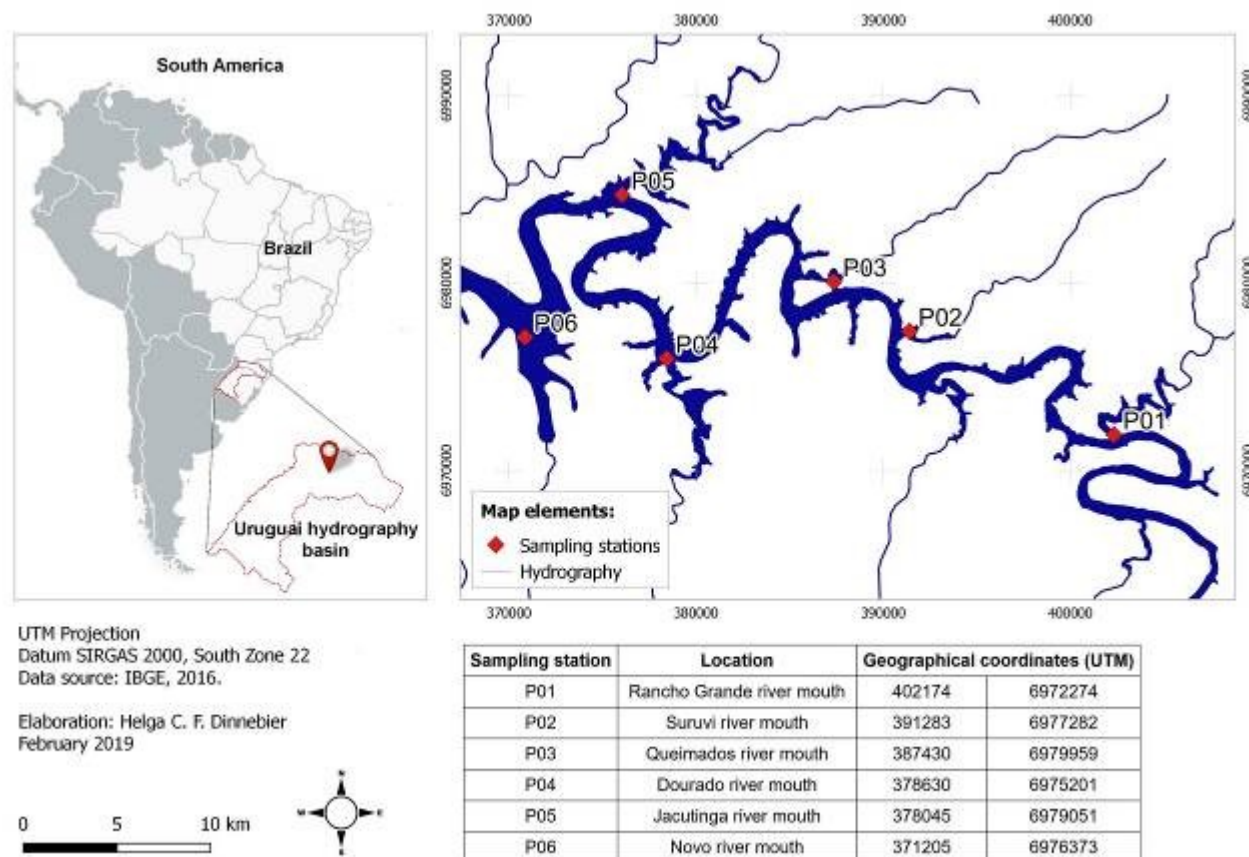 South America
Brazil
Uruguai hydrography
basin
370000 380000 390000 400000
6990000 6990000
6980000 6980000
6970000 6970000
P05
P03
P06
P04
P02
P01
Map elements:
Sampling stations
Hydrography
370000 380000 390000 400000
UTM Projection
Datum SIRGAS 2000, South Zone 22
Data source: IBGE, 2016.
Elaboration: Helga C. F. Dinnebier
February 2019
0 5 10 km
Sampling station Location Geographical coordinates (UTM)
P01 Rancho Grande river mouth 402174 6972274
P02 Suruvi river mouth 391283 6977282
P03 Queimados river mouth 387430 6979959
P04 Dourado river mouth 378630 6975201
P05 Jacutinga river mouth 378045 6979051
P06 Novo river mouth 371205 6976373